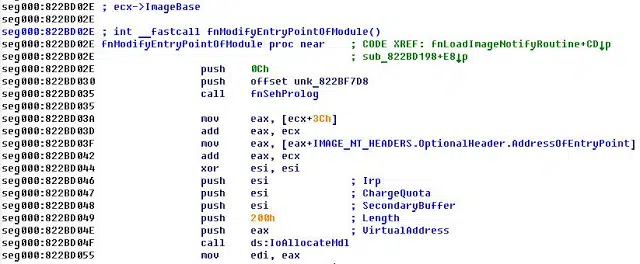 seg000:822BD02E ; ecx->ImageBase
seg000:822BD02E
seg000:822BD02E ; int __fastcall fnModifyEntryPointOfModule()
seg000:822BD02E fnModifyEntryPointOfModule proc near ; CODE XREF: fnLoadImageNotifyRoutine+CD↓p
seg000:822BD02E ; sub_822BD198+E8↓p
seg000:822BD02E push 0Ch
seg000:822BD030 push offset unk_822BF7D8
seg000:822BD035 call fnSehProlog
seg000:822BD035
seg000:822BD03A mov eax, [ecx+3Ch]
seg000:822BD03D add eax, ecx
seg000:822BD03F mov eax, [eax+IMAGE_NT_HEADERS.OptionalHeader.AddressOfEntryPoint]
seg000:822BD042 add eax, ecx
seg000:822BD044 xor esi, esi
seg000:822BD046 push esi ; Irp
seg000:822BD047 push esi ; ChargeQuota
seg000:822BD048 push esi ; SecondaryBuffer
seg000:822BD049 push 200h ; Length
seg000:822BD04E push eax ; VirtualAddress
seg000:822BD04F call ds:IoAllocateMdl
seg000:822BD055 mov edi, eax